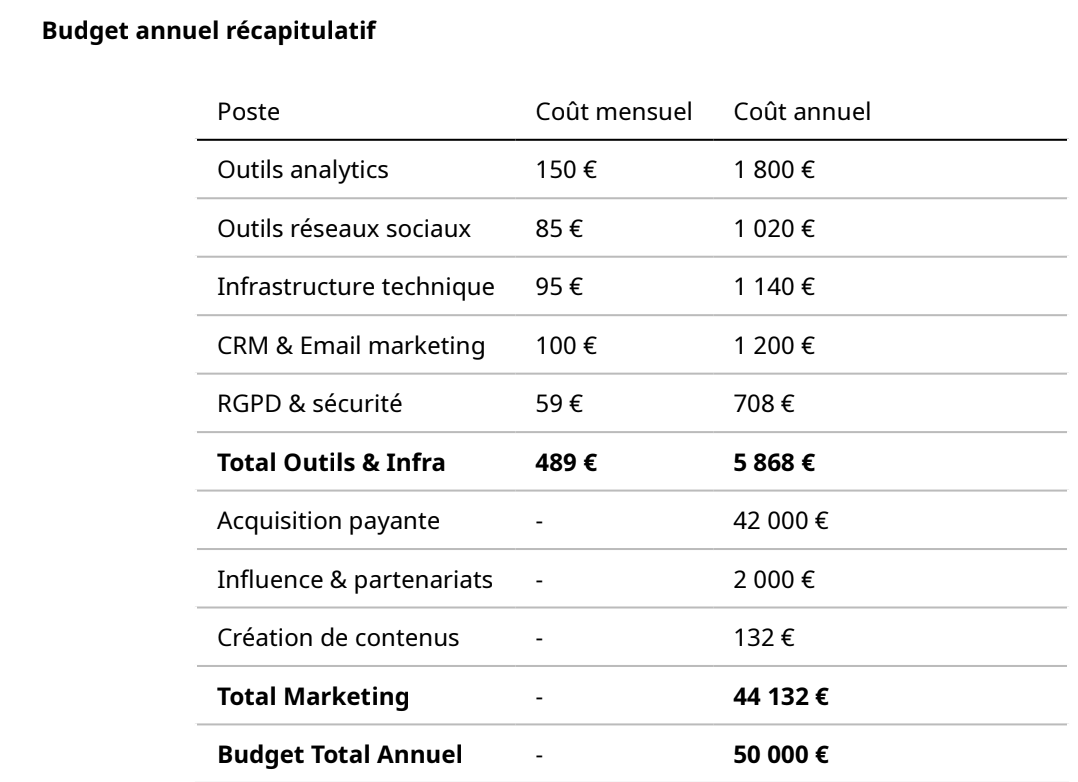 Budget annuel récapitulatif
Poste Coût mensuel Coût annuel
Outils analytics 150 € 1 800 €
Outils réseaux sociaux 85 € 1 020 €
Infrastructure technique 95 € 1 140 €
CRM & Email marketing 100 € 1 200 €
RGPD & sécurité 59 € 708 €
Total Outils & Infra 489 € 5 868 €
Acquisition payante - 42 000 €
Influence & partenariats - 2 000 €
Création de contenus - 132 €
Total Marketing - 44 132 €
Budget Total Annuel - 50 000 €